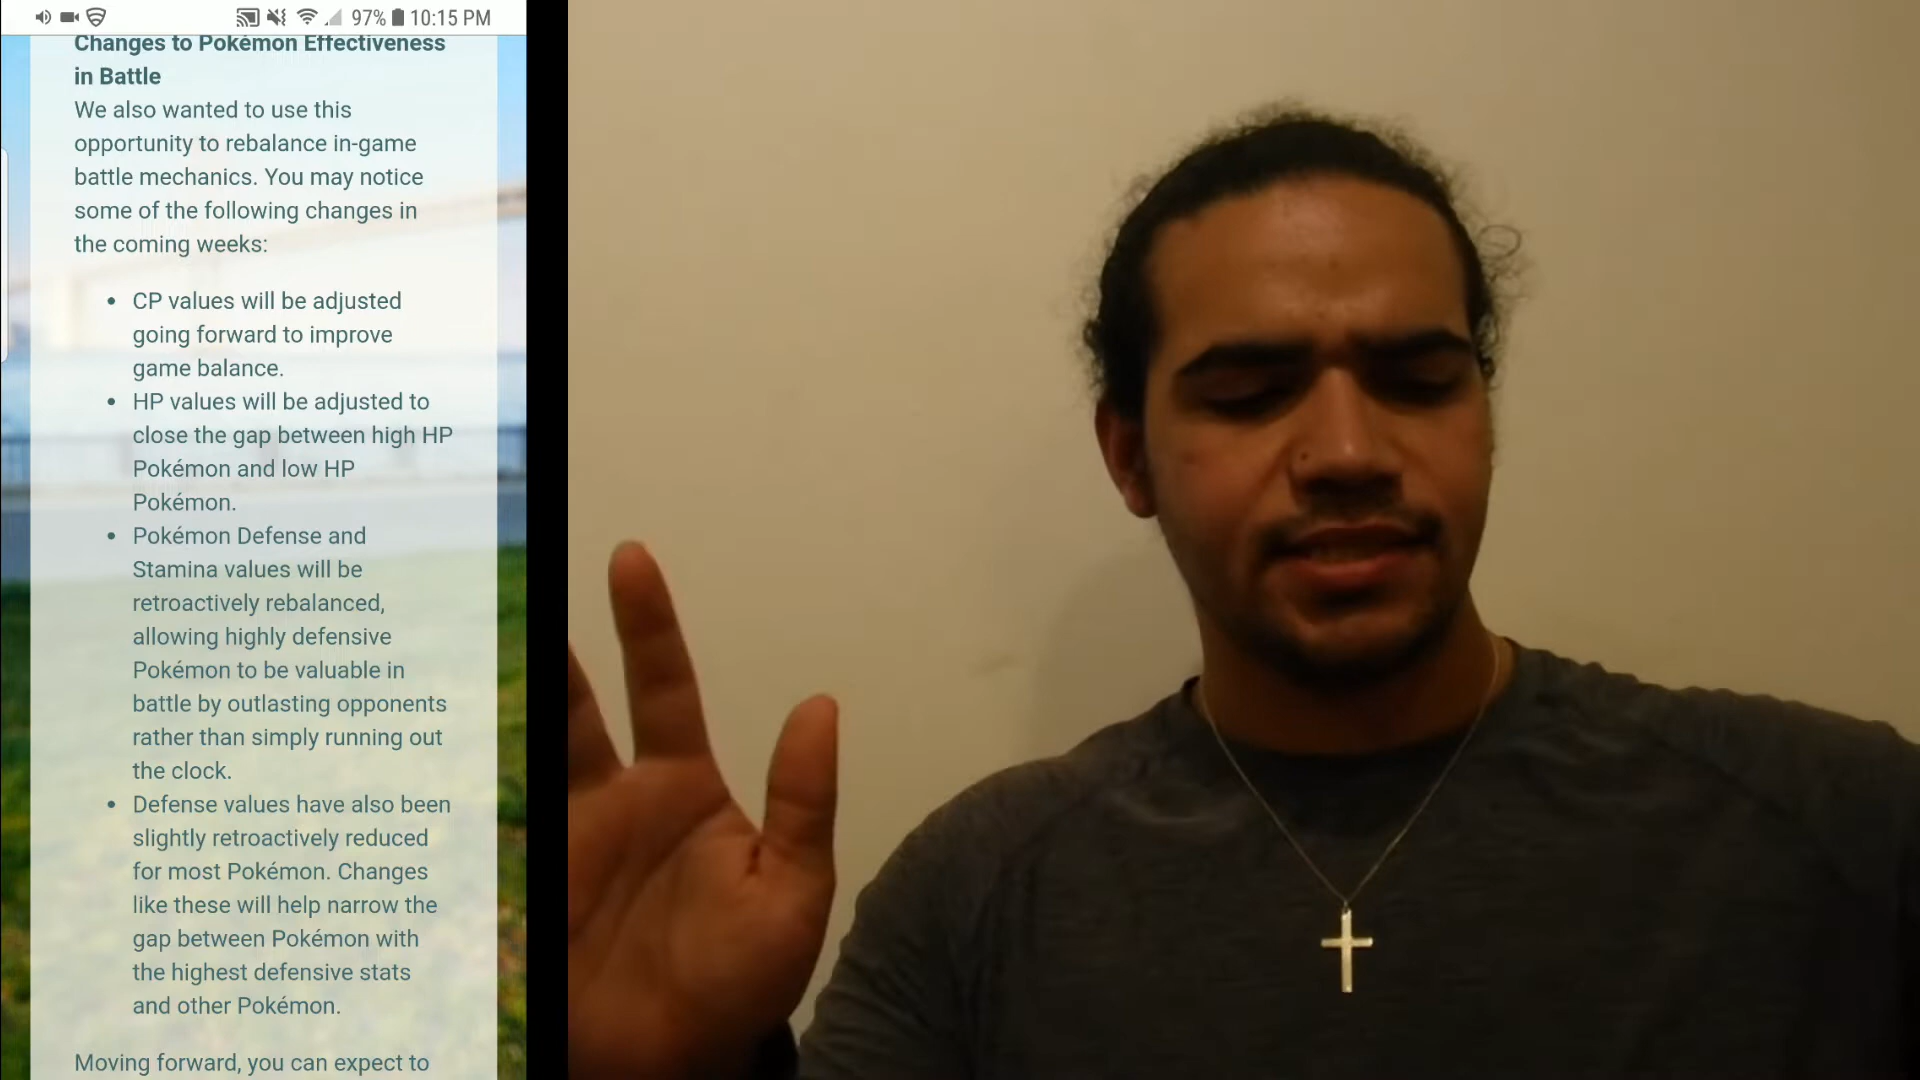 97% 10:15 PM
Changes to Pokémon Effectiveness
in Battle
We also wanted to use this
opportunity to rebalance in-game
battle mechanics. You may notice
some of the following changes in
the coming weeks:
• CP values will be adjusted
going forward to improve
game balance.
• HP values will be adjusted to
close the gap between high HP
Pokémon and low HP
Pokémon.
• Pokémon Defense and
Stamina values will be
retroactively rebalanced,
allowing highly defensive
Pokémon to be valuable in
battle by outlasting opponents
rather than simply running out
the clock.
• Defense values have also been
slightly retroactively reduced
for most Pokémon. Changes
like these will help narrow the
gap between Pokémon with
the highest defensive stats
and other Pokémon.
Moving forward, you can expect to